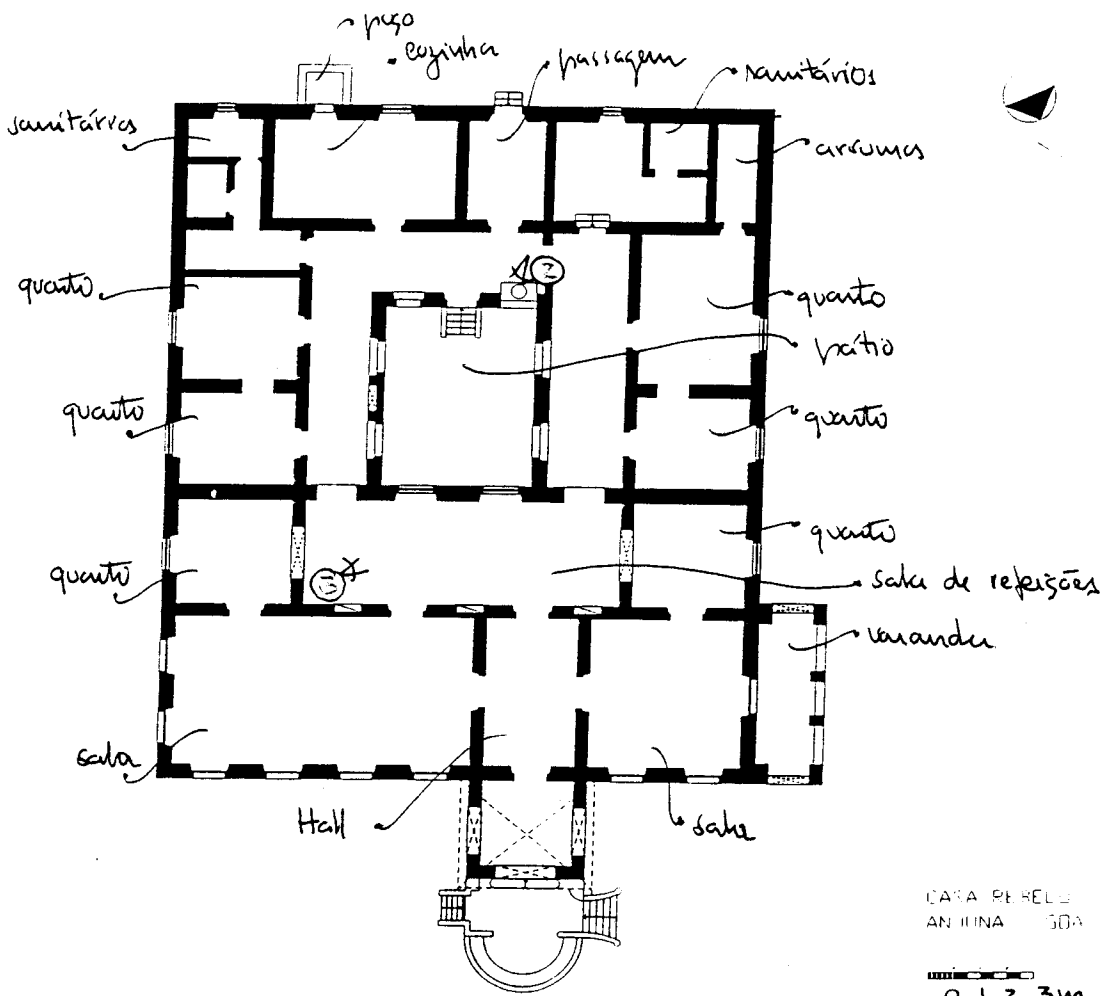 poço
cozinha
passagem
sanitários
sanitários
arrumos
quarto
2
quarto
pátio
quarto
quarto
quarto
quarto
sala de refeições
varanda
sala
Hall
sala
CASA REBELO
ANJUNA GOA
0 1 2 3m